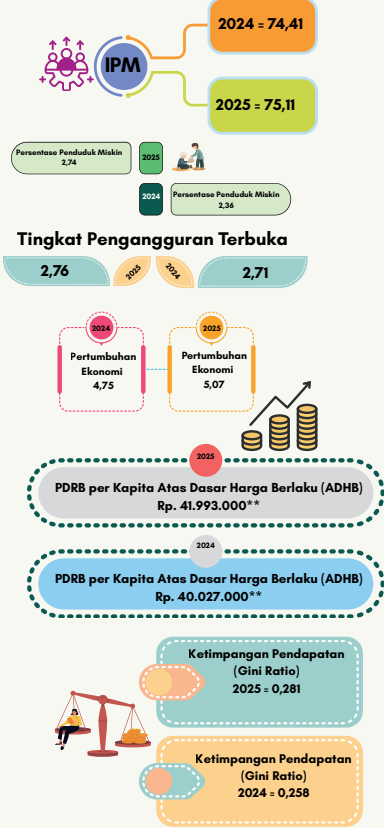 IPM
2024 = 74,41
2025 = 75,11
Persentase Penduduk Miskin
2,74
2025
2024
Persentase Penduduk Miskin
2,36
Tingkat Pengangguran Terbuka
2,76
2025
2024
2,71
2024
Pertumbuhan
Ekonomi
4,75
2025
Pertumbuhan
Ekonomi
5,07
2025
PDRB per Kapita Atas Dasar Harga Berlaku (ADHB)
Rp. 41.993.000**
2024
PDRB per Kapita Atas Dasar Harga Berlaku (ADHB)
Rp. 40.027.000**
Ketimpangan Pendapatan
(Gini Ratio)
2025 = 0,281
Ketimpangan Pendapatan
(Gini Ratio)
2024 = 0,258